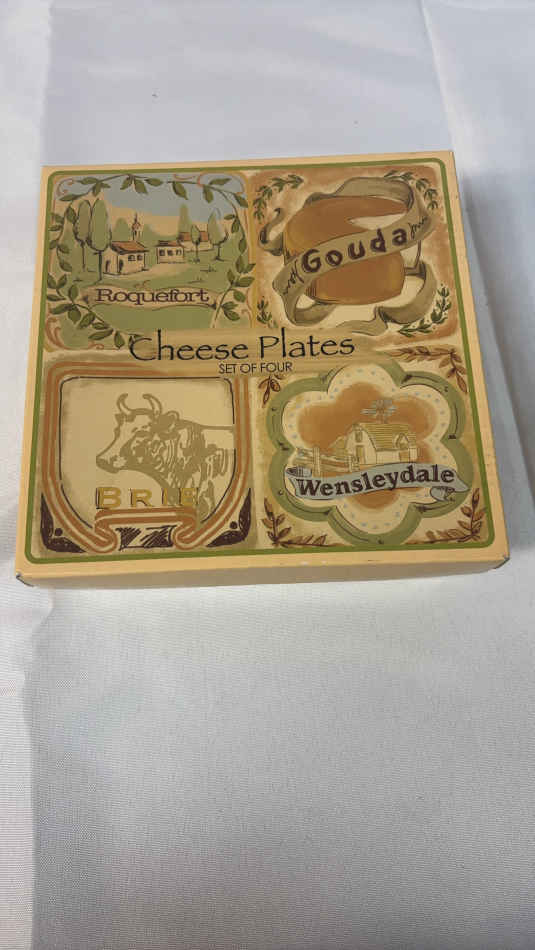 Roquefort
Gouda
Cheese Plates
SET OF FOUR
BRIE
Wensleydale